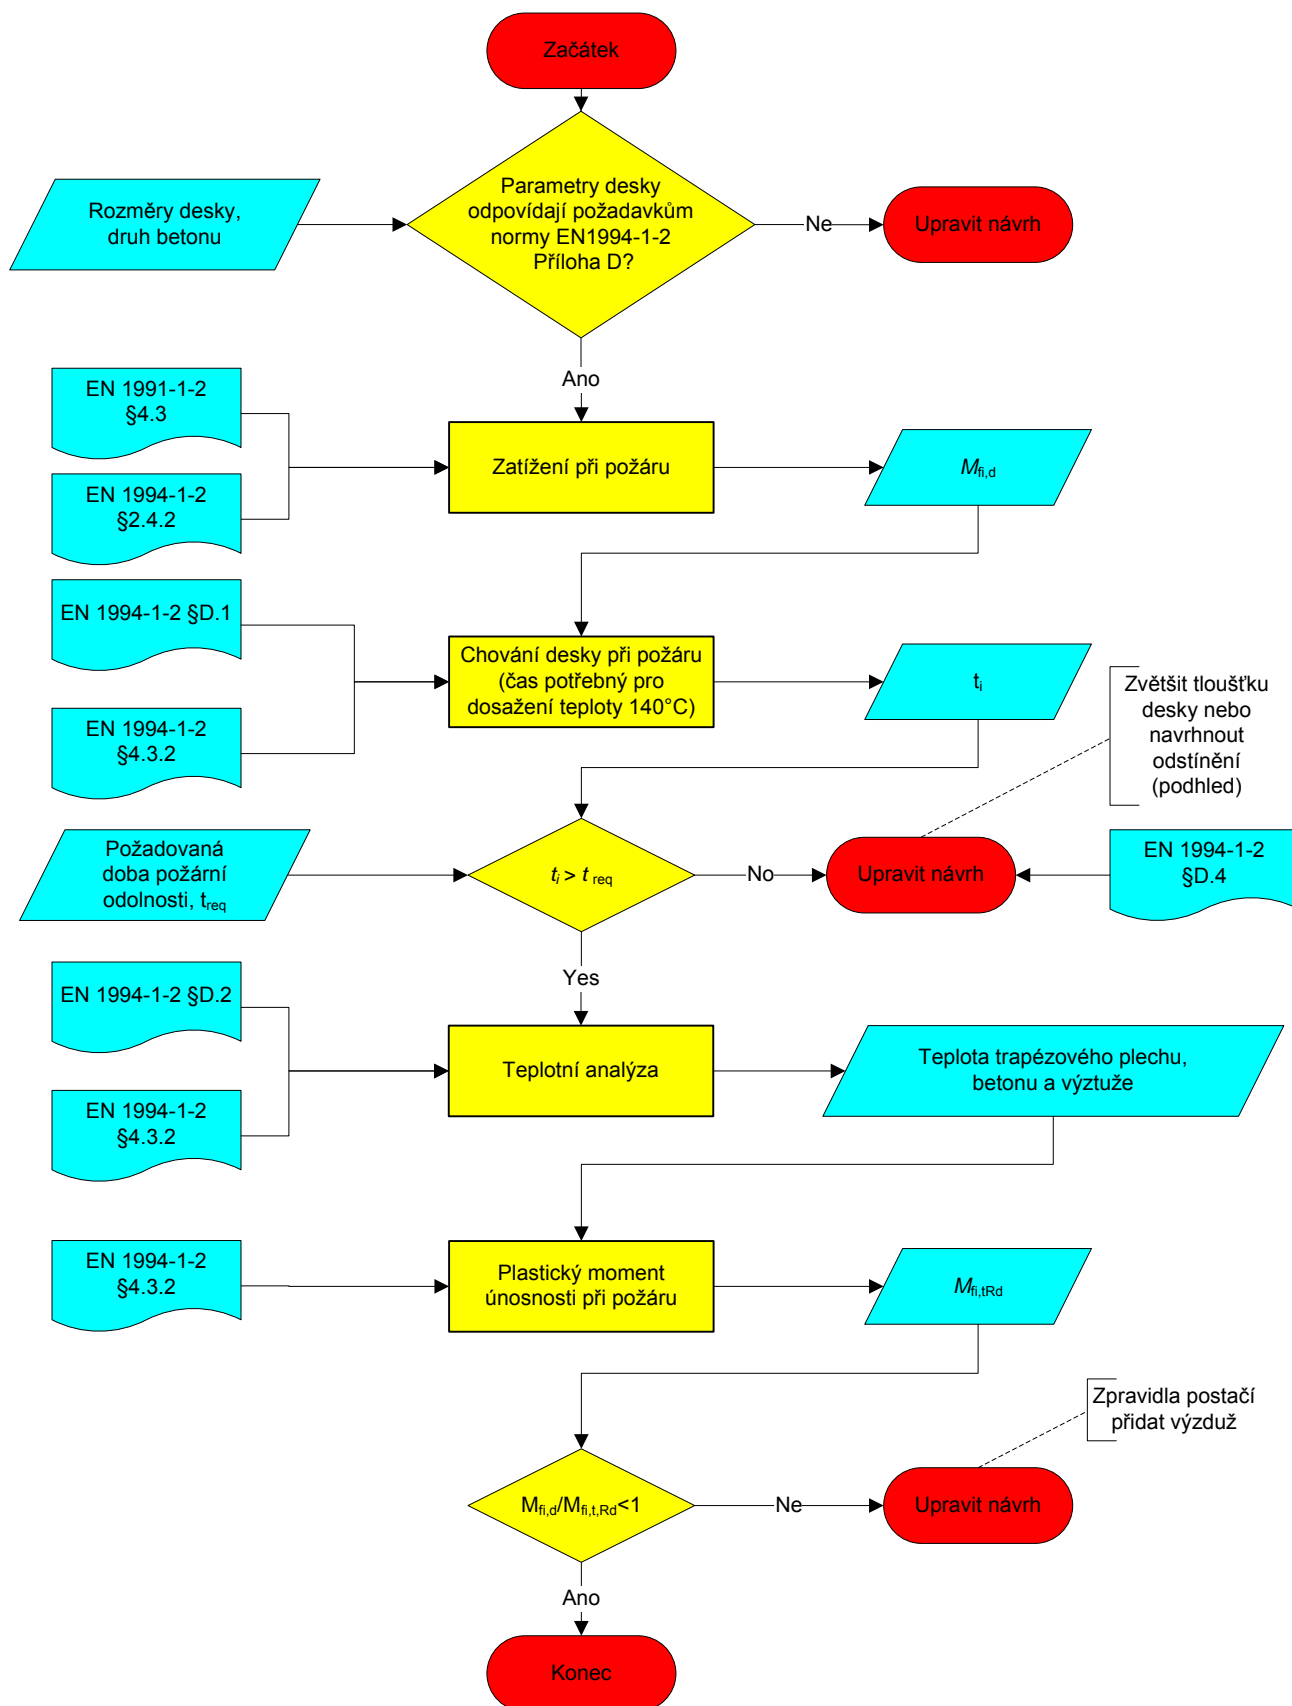 Začátek
Parametry desky
odpovídají požadavkům
normy EN1994-1-2
Příloha D?
Rozměry desky,
druh betonu
Ne
Upravit návrh
Ano
EN 1991-1-2
§4.3
EN 1994-1-2
§2.4.2
Zatížení při požáru
Mfi,d
EN 1994-1-2 §D.1
EN 1994-1-2
§4.3.2
Chování desky při požáru
(čas potřebný pro
dosažení teploty 140°C)
ti
Zvětšit tloušťku
desky nebo
navrhnout
odstínění
(podhled)
Požadovaná
doba požární
odolnosti, treq
ti > t req
No
Upravit návrh
EN 1994-1-2
§D.4
Yes
EN 1994-1-2 §D.2
EN 1994-1-2
§4.3.2
Teplotní analýza
Teplota trapézového plechu,
betonu a výztuže
EN 1994-1-2
§4.3.2
Plastický moment
únosnosti při požáru
Mfi,tRd
Zpravidla postačí
přidat výzduž
Mfi,d/Mfi,t,Rd<1
Ne
Upravit návrh
Ano
Konec